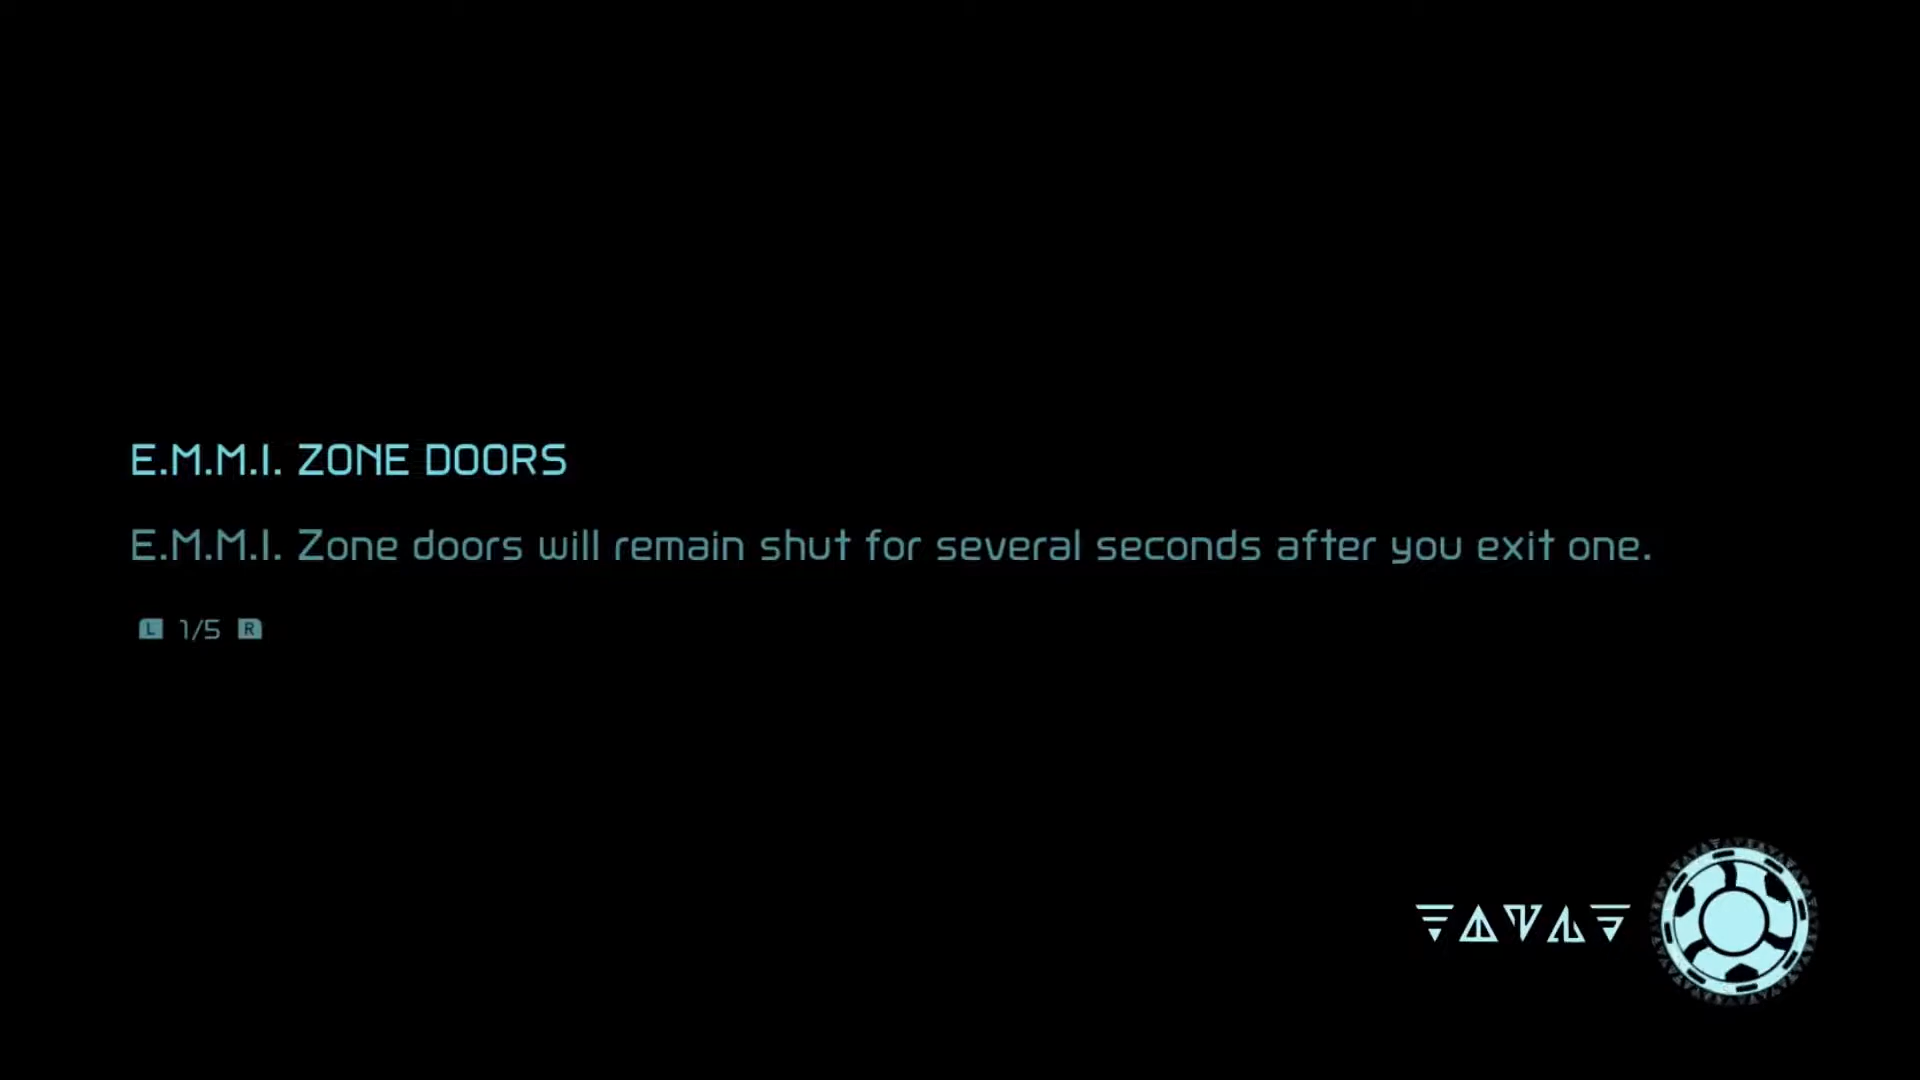 E.M.M.I. ZONE DOORS
E.M.M.I. Zone doors will remain shut for several seconds after you exit one.
L 1/5 R